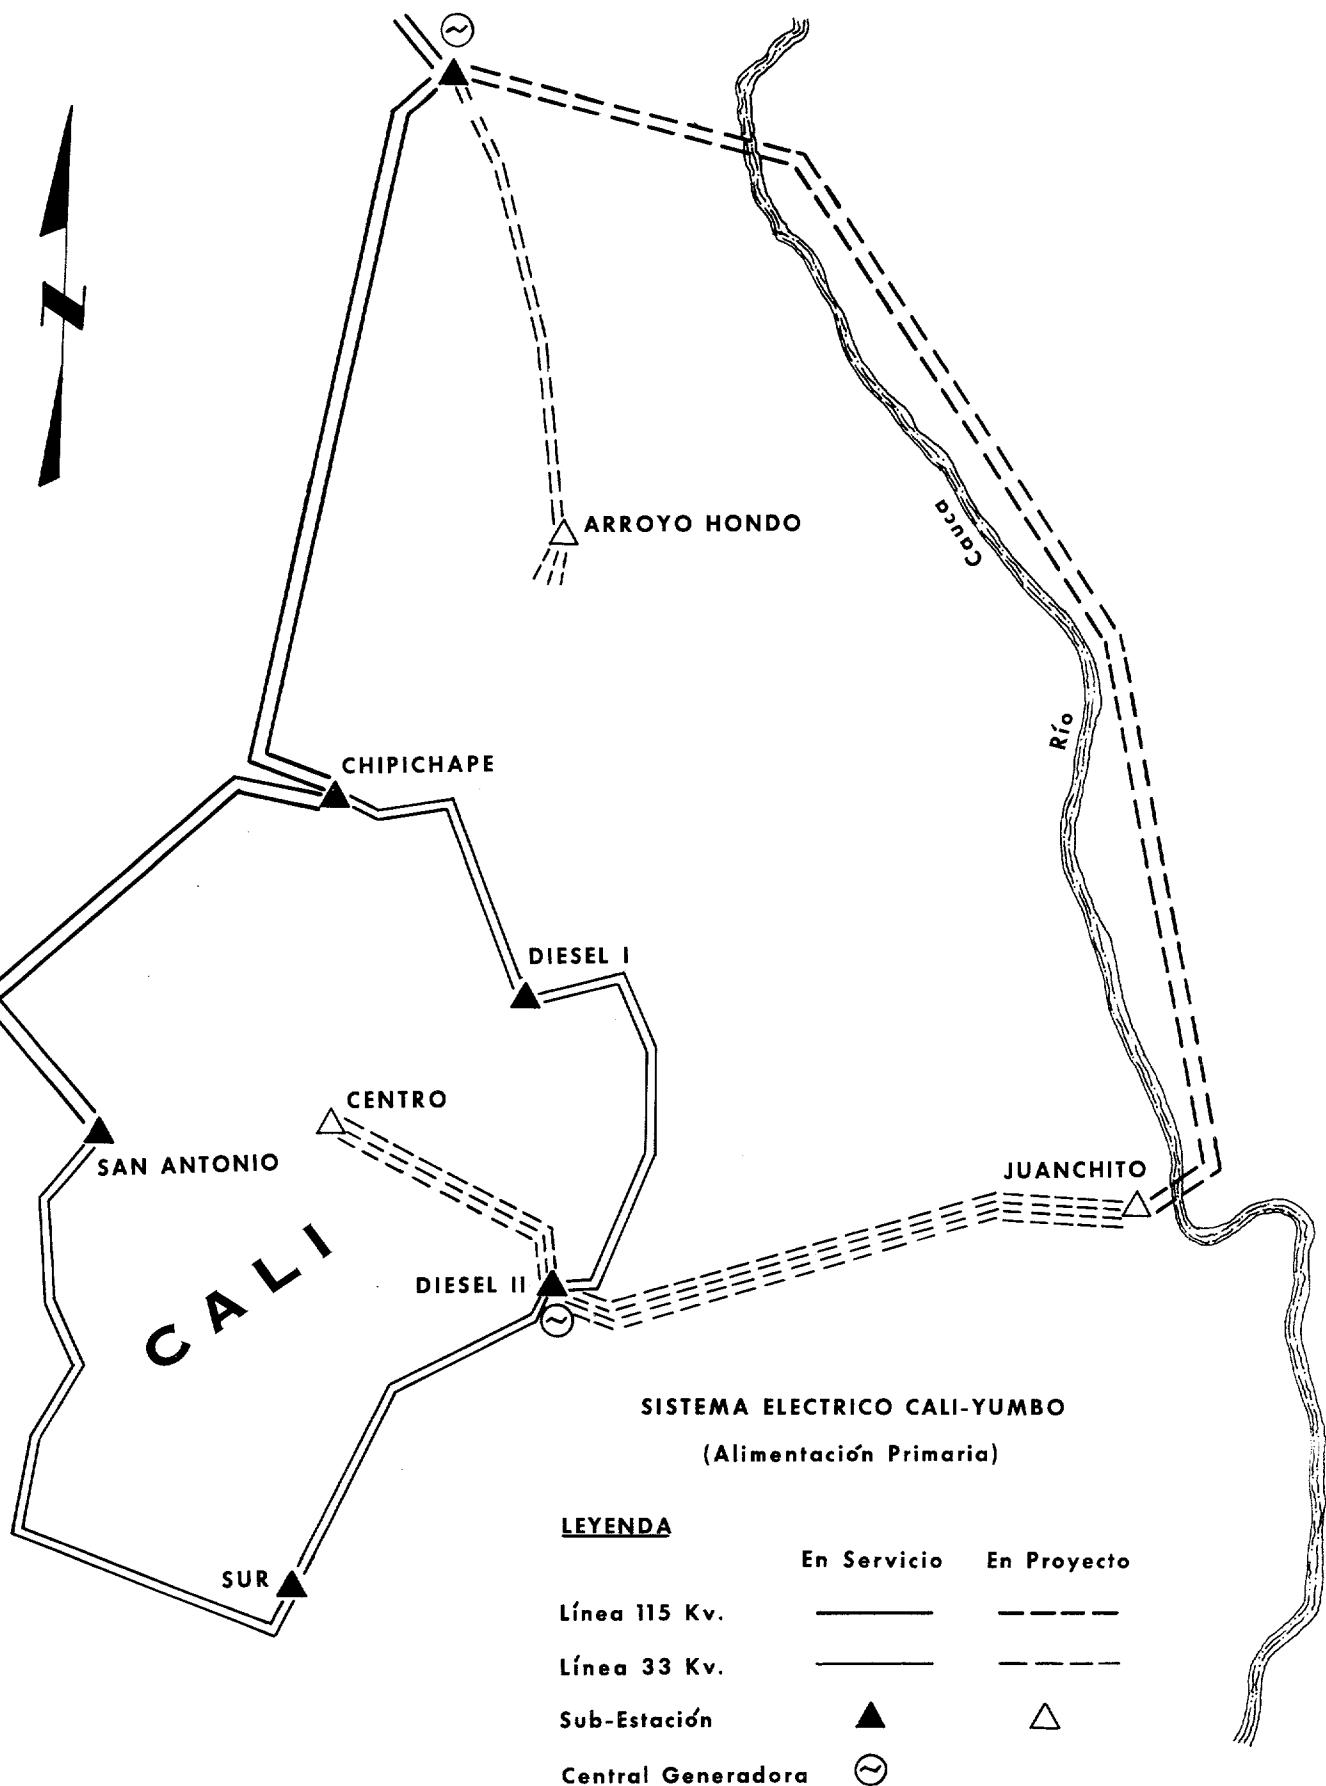 N
ARROYO HONDO
Cauca
Río
CHIPICHAPE
DIESEL I
CENTRO
SAN ANTONIO
JUANCHITO
CALI
DIESEL II
SUR
SISTEMA ELECTRICO CALI-YUMBO
(Alimentación Primaria)
LEYENDA
En Servicio En Proyecto
Línea 115 Kv.
Línea 33 Kv.
Sub-Estación
Central Generadora